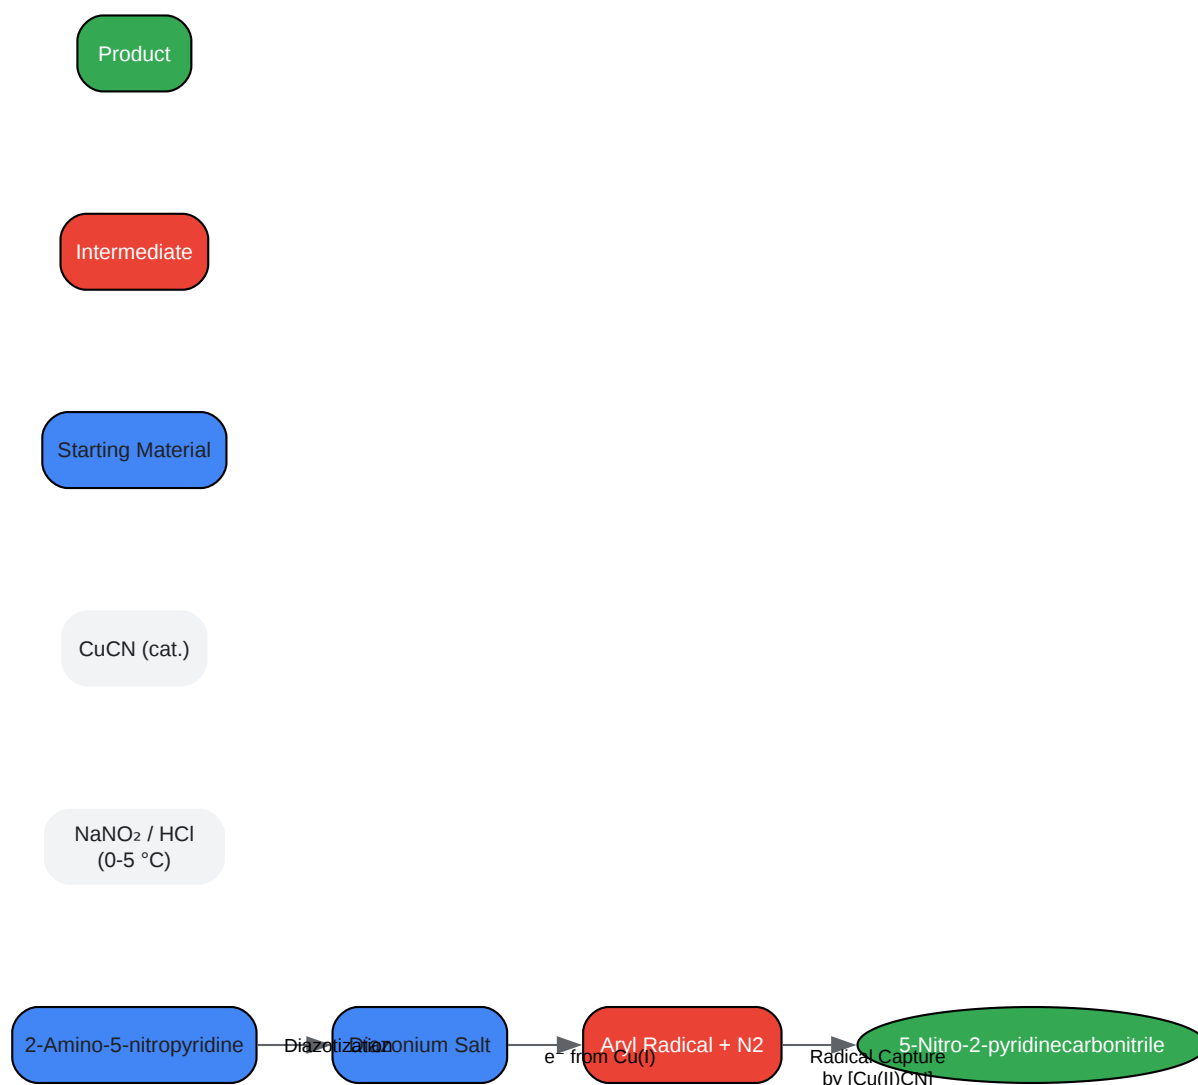 Product
Intermediate
Starting Material
CuCN (cat.)
NaNO₂ / HCl
(0-5 °C)
2-Amino-5-nitropyridine
Diazotization
Diazonium Salt
e⁻ from Cu(I)
Aryl Radical + N2
Radical Capture
by [Cu(II)CN]
5-Nitro-2-pyridinecarbonitrile